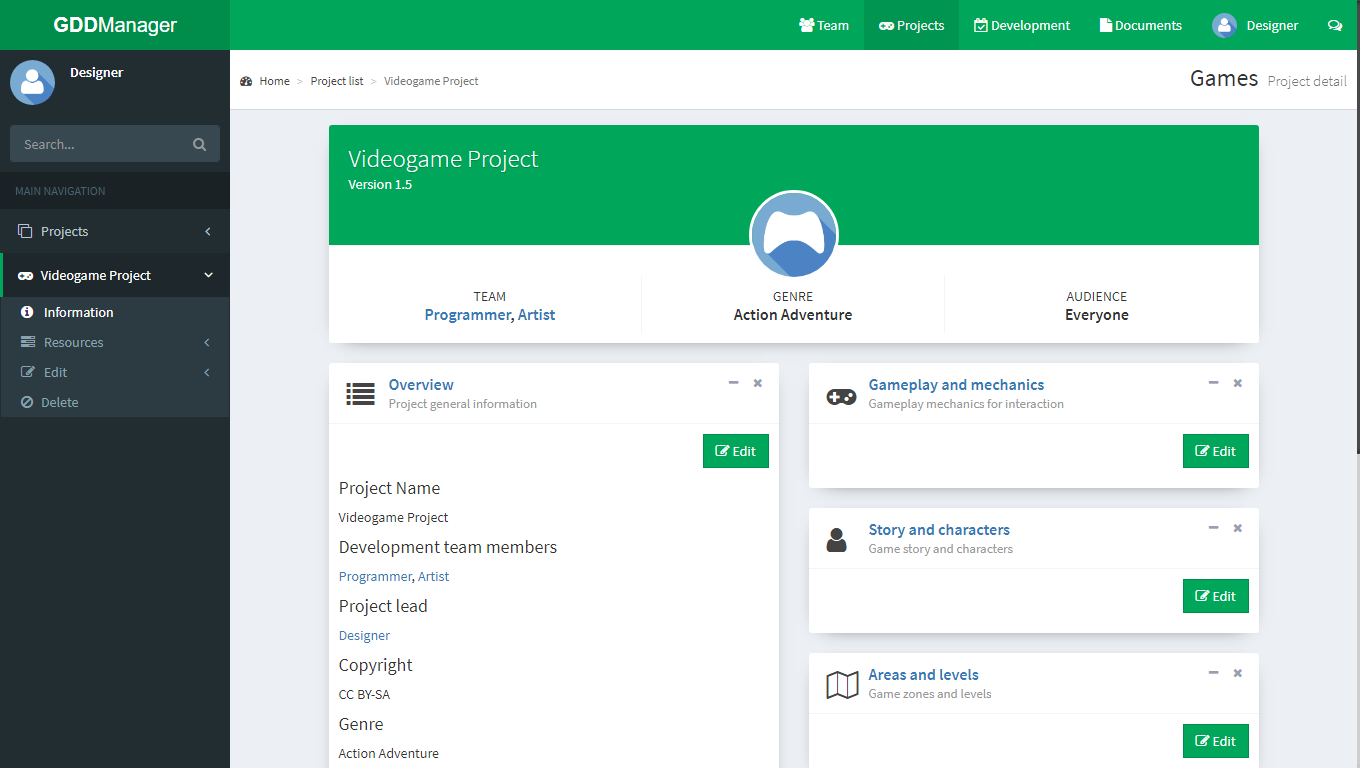 GDDManager
Team
Projects
Development
Documents
Designer
Designer
Search...
MAIN NAVIGATION
Projects
Videogame Project
Information
Resources
Edit
Delete
Home > Project list > Videogame Project
Games Project detail
Videogame Project
Version 1.5
TEAM
Programmer, Artist
GENRE
Action Adventure
AUDIENCE
Everyone
Overview
Project general information
Edit
Project Name
Videogame Project
Development team members
Programmer, Artist
Project lead
Designer
Copyright
CC BY-SA
Genre
Action Adventure
Gameplay and mechanics
Gameplay mechanics for interaction
Edit
Story and characters
Game story and characters
Edit
Areas and levels
Game zones and levels
Edit